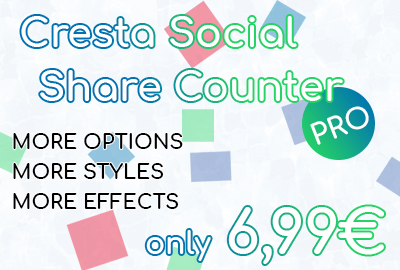 Cresta Social
Share Counter
PRO
MORE OPTIONS
MORE STYLES
MORE EFFECTS
only 6,99€